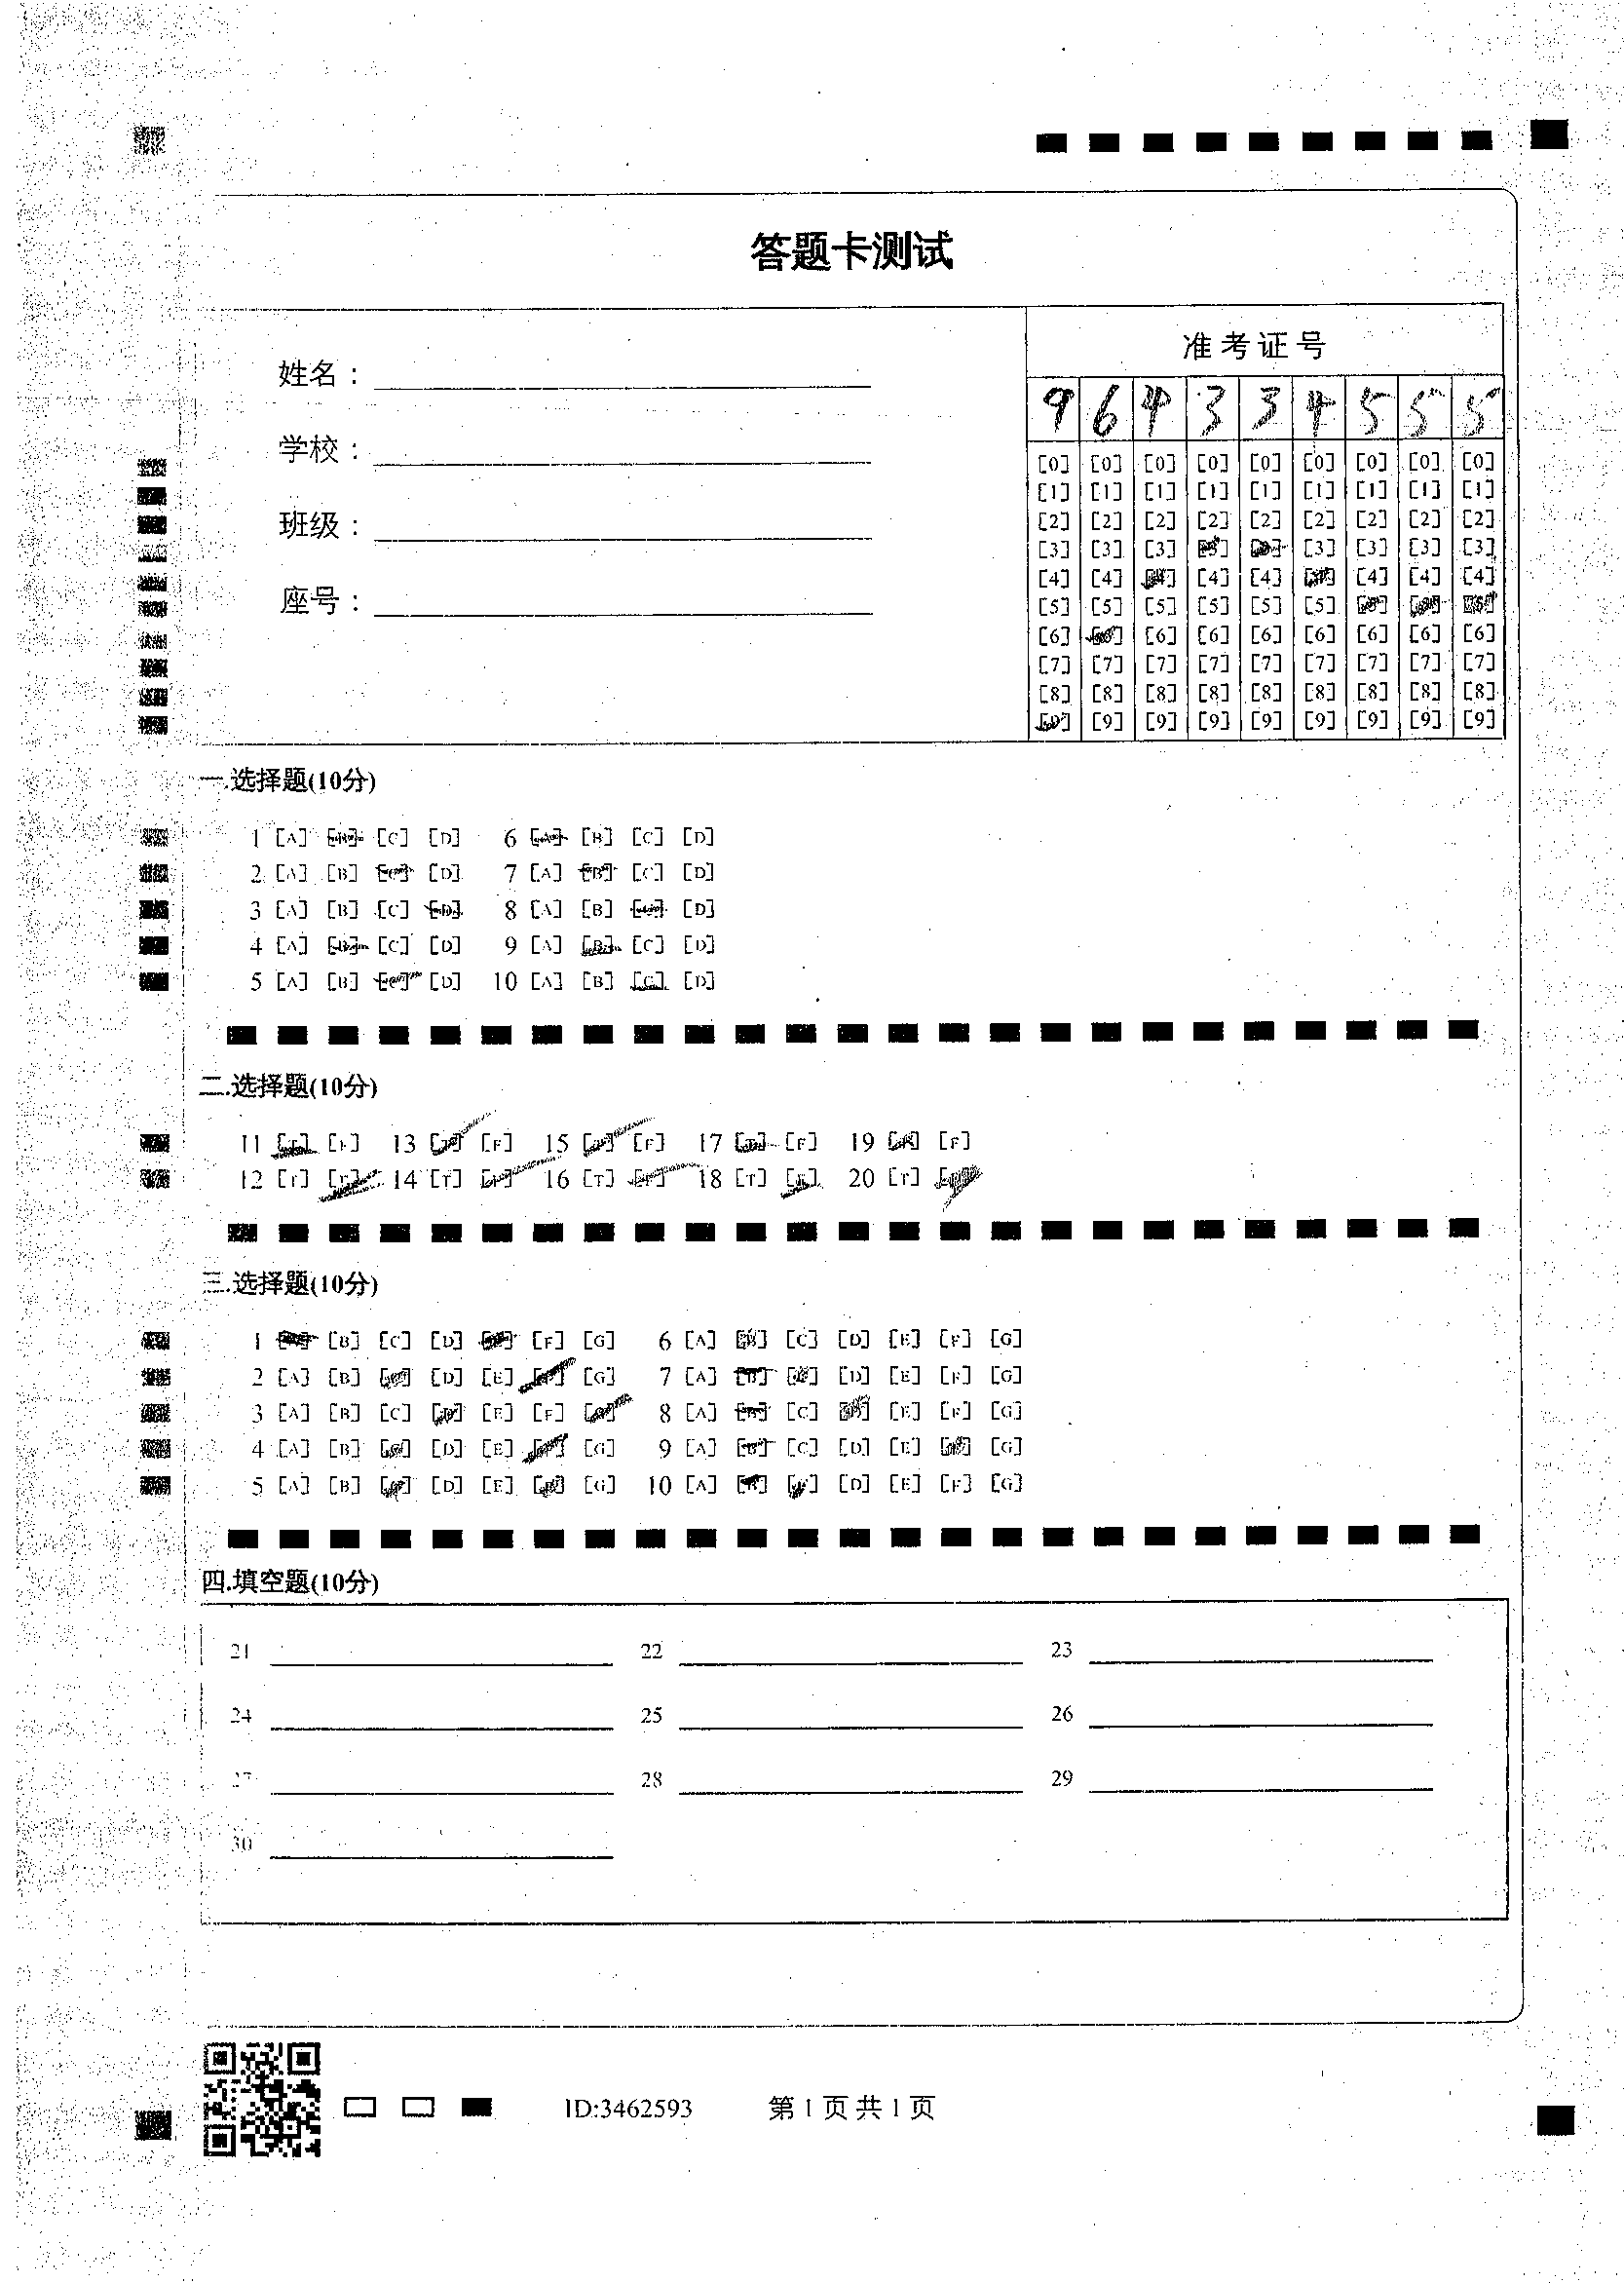 答题卡测试
准考证号
姓名：
学校：
班级：
座号：
9 6 4 3 3 4 5 5 5
[0] [0] [0] [0] [0] [0] [0] [0] [0]
[1] [1] [1] [1] [1] [1] [1] [1] [1]
[2] [2] [2] [2] [2] [2] [2] [2] [2]
[3] [3] [3] [3] [3] [3] [3] [3] [3]
[4] [4] [4] [4] [4] [4] [4] [4] [4]
[5] [5] [5] [5] [5] [5] [5] [5] [5]
[6] [6] [6] [6] [6] [6] [6] [6] [6]
[7] [7] [7] [7] [7] [7] [7] [7] [7]
[8] [8] [8] [8] [8] [8] [8] [8] [8]
[9] [9] [9] [9] [9] [9] [9] [9] [9]
一.选择题(10分)
1 [A] [B] [C] [D] 6 [A] [B] [C] [D]
2 [A] [B] [C] [D] 7 [A] [B] [C] [D]
3 [A] [B] [C] [D] 8 [A] [B] [C] [D]
4 [A] [B] [C] [D] 9 [A] [B] [C] [D]
5 [A] [B] [C] [D] 10 [A] [B] [C] [D]
二.选择题(10分)
11 [T] [F] 13 [T] [F] 15 [T] [F] 17 [T] [F] 19 [T] [F]
12 [T] [F] 14 [T] [F] 16 [T] [F] 18 [T] [F] 20 [T] [F]
三.选择题(10分)
1 [A] [B] [C] [D] [E] [F] [G] 6 [A] [B] [C] [D] [E] [F] [G]
2 [A] [B] [C] [D] [E] [F] [G] 7 [A] [B] [C] [D] [E] [F] [G]
3 [A] [B] [C] [D] [E] [F] [G] 8 [A] [B] [C] [D] [E] [F] [G]
4 [A] [B] [C] [D] [E] [F] [G] 9 [A] [B] [C] [D] [E] [F] [G]
5 [A] [B] [C] [D] [E] [F] [G] 10 [A] [B] [C] [D] [E] [F] [G]
四.填空题(10分)
21 22 23
24 25 26
27 28 29
30
ID:3462593 第1页共1页